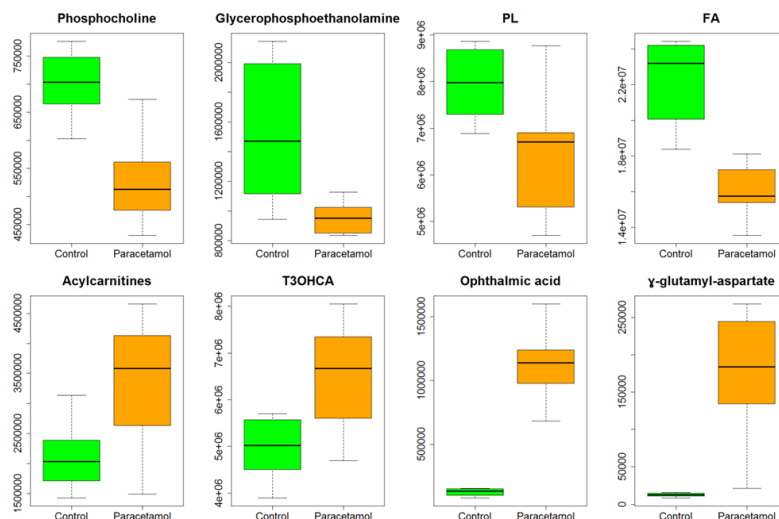 Phosphocholine
750000
650000
550000
450000
Control Paracetamol
Glycerophosphoethanolamine
2000000
1600000
1200000
800000
Control Paracetamol
PL
9e+06
8e+06
7e+06
6e+06
5e+06
Control Paracetamol
FA
2.2e+07
1.8e+07
1.4e+07
Control Paracetamol
Acylcarnitines
4500000
3500000
2500000
1500000
Control Paracetamol
T3OHCA
8e+06
7e+06
6e+06
5e+06
4e+06
Control Paracetamol
Ophthalmic acid
1500000
1000000
500000
Control Paracetamol
ɣ-glutamyl-aspartate
250000
150000
50000
0
Control Paracetamol